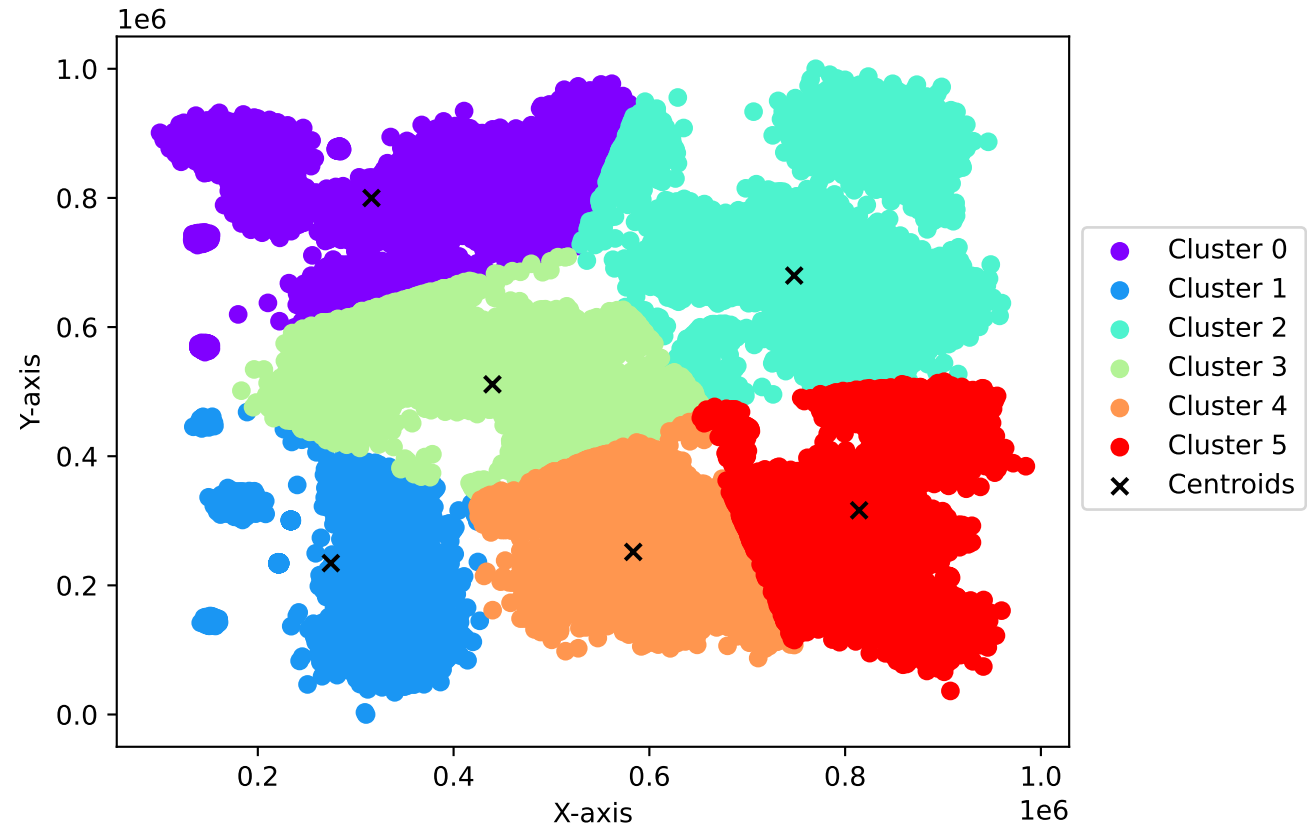 1e6
1.0
0.8
0.6
0.4
0.2
0.0
Y-axis
0.2 0.4 0.6 0.8 1.0
X-axis
1e6
Cluster 0
Cluster 1
Cluster 2
Cluster 3
Cluster 4
Cluster 5
Centroids